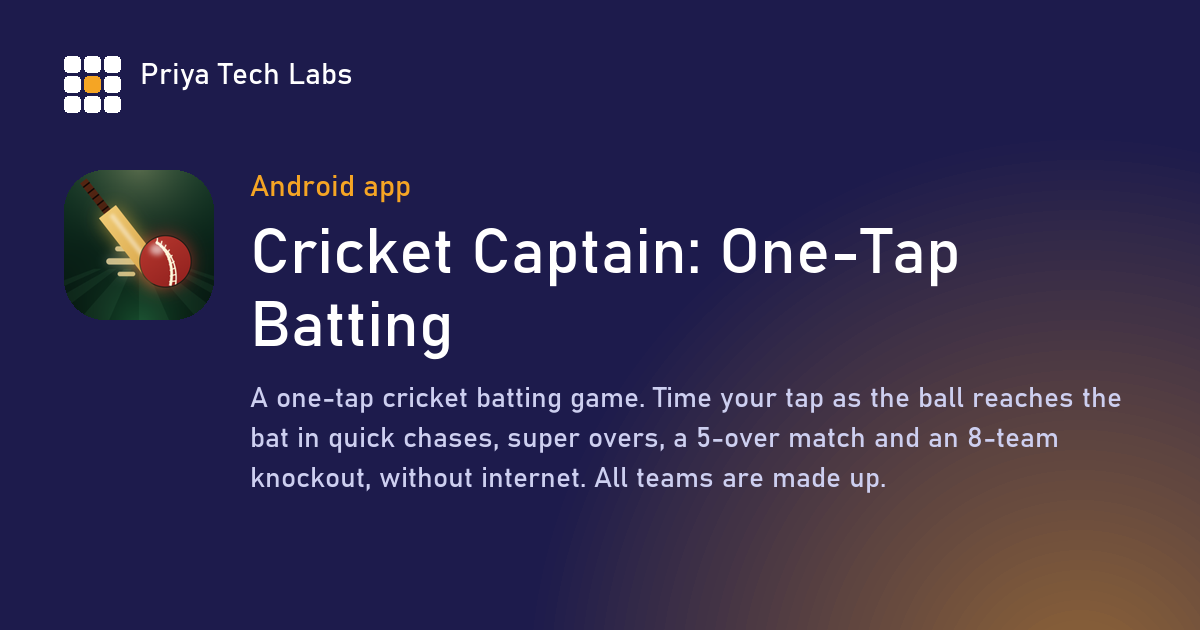 Priya Tech Labs
Android app
Cricket Captain: One-Tap
Batting
A one-tap cricket batting game. Time your tap as the ball reaches the
bat in quick chases, super overs, a 5-over match and an 8-team
knockout, without internet. All teams are made up.